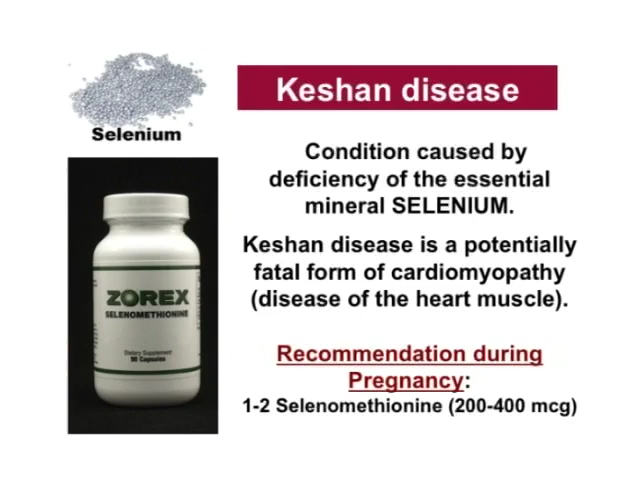 Selenium
Keshan disease
Condition caused by
deficiency of the essential
mineral SELENIUM.
Keshan disease is a potentially
fatal form of cardiomyopathy
(disease of the heart muscle).
Recommendation during
Pregnancy:
1-2 Selenomethionine (200-400 mcg)
ZOREX
SELENOMETHIONINE
Dietary Supplement
90 Capsules